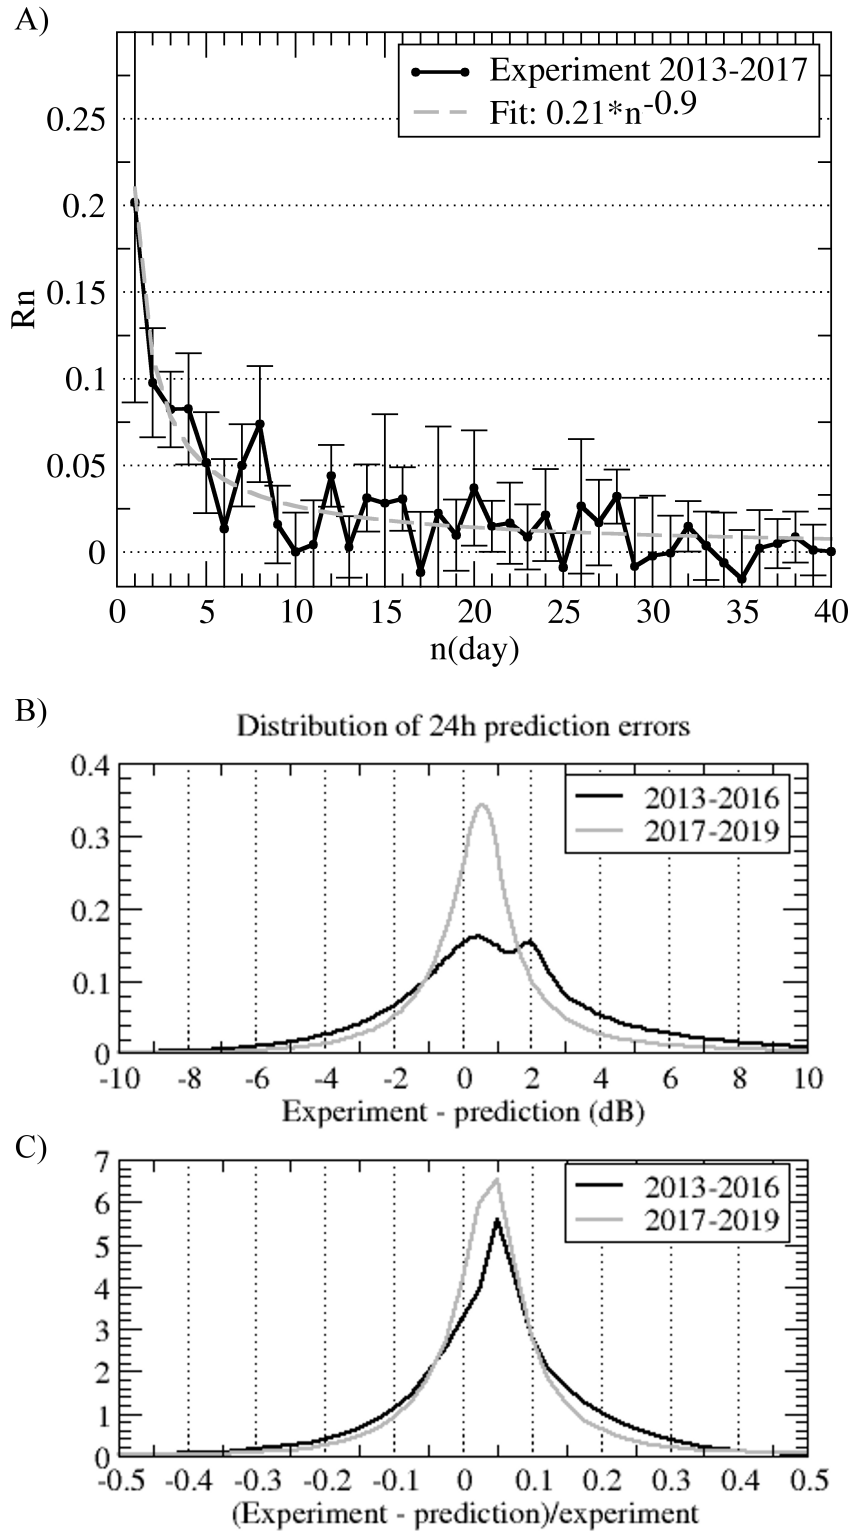 A)
Experiment 2013-2017
Fit: 0.21*n-0.9
0.25
0.2
0.15
0.1
0.05
0
Rn
0 5 10 15 20 25 30 35 40
n(day)
B)
Distribution of 24h prediction errors
0.4
2013-2016
2017-2019
0.3
0.2
0.1
0
-10 -8 -6 -4 -2 0 2 4 6 8 10
Experiment - prediction (dB)
C)
7
2013-2016
2017-2019
6
5
4
3
2
1
0
-0.5 -0.4 -0.3 -0.2 -0.1 0 0.1 0.2 0.3 0.4 0.5
(Experiment - prediction)/experiment